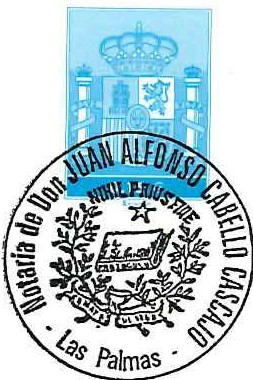 Notaría de Don JUAN ALFONSO CABELLO CASCAJO
NIHIL PRIUS FIDE
- Las Palmas -